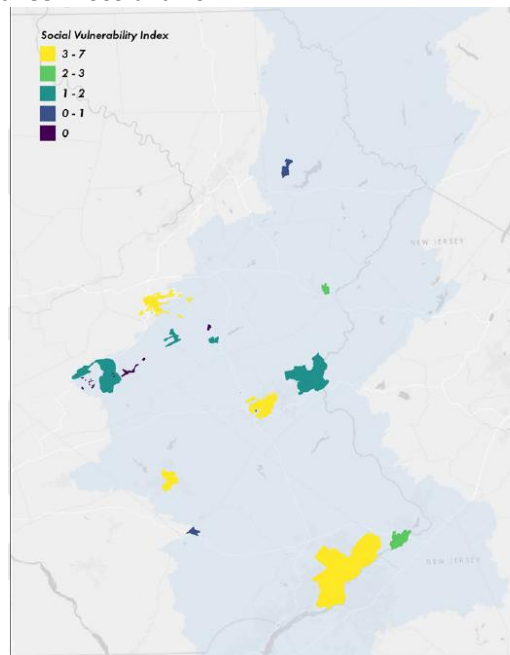 Social Vulnerability Index
3 - 7
2 - 3
1 - 2
0 - 1
0
NEW JERSEY
NEW JERSEY